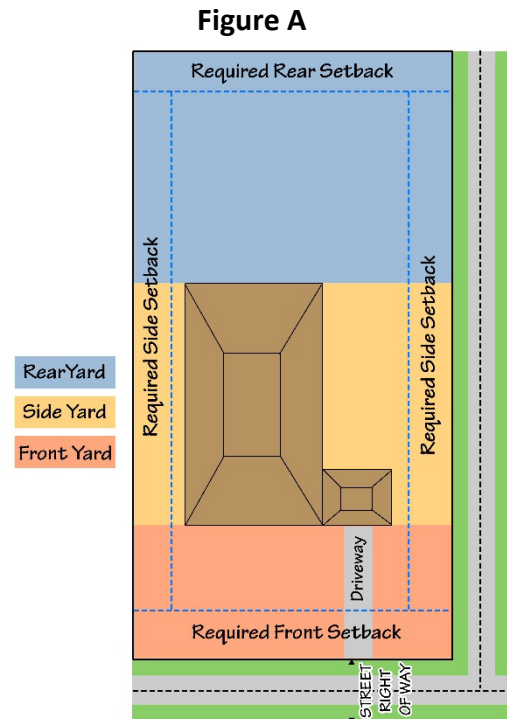 Figure A
Required Rear Setback
Required Side Setback
Required Side Setback
RearYard
Side Yard
Front Yard
Driveway
Required Front Setback
STREET
RIGHT
OF WAY